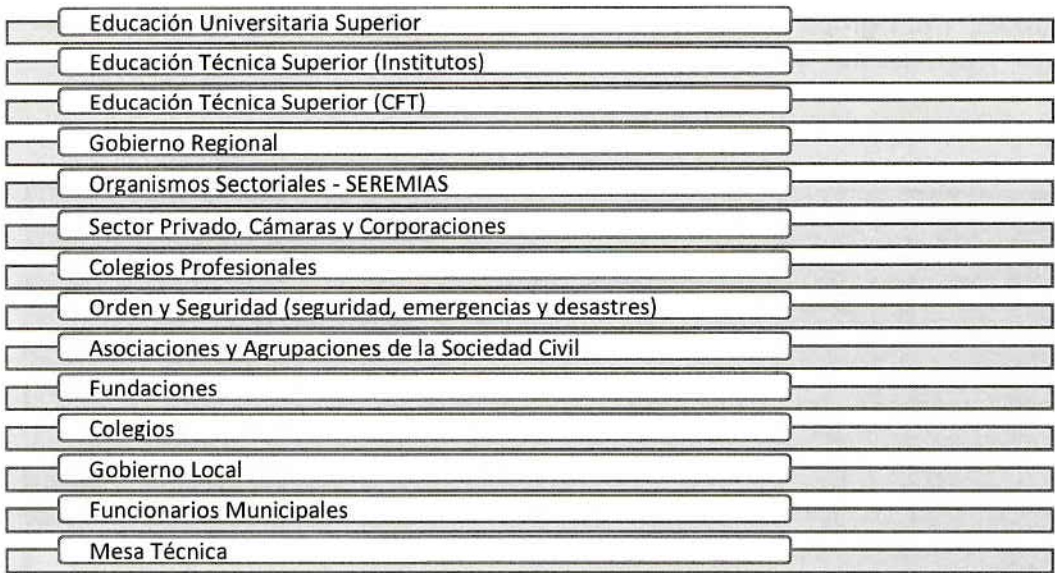 Educación Universitaria Superior
Educación Técnica Superior (Institutos)
Educación Técnica Superior (CFT)
Gobierno Regional
Organismos Sectoriales - SEREMIAS
Sector Privado, Cámaras y Corporaciones
Colegios Profesionales
Orden y Seguridad (seguridad, emergencias y desastres)
Asociaciones y Agrupaciones de la Sociedad Civil
Fundaciones
Colegios
Gobierno Local
Funcionarios Municipales
Mesa Técnica